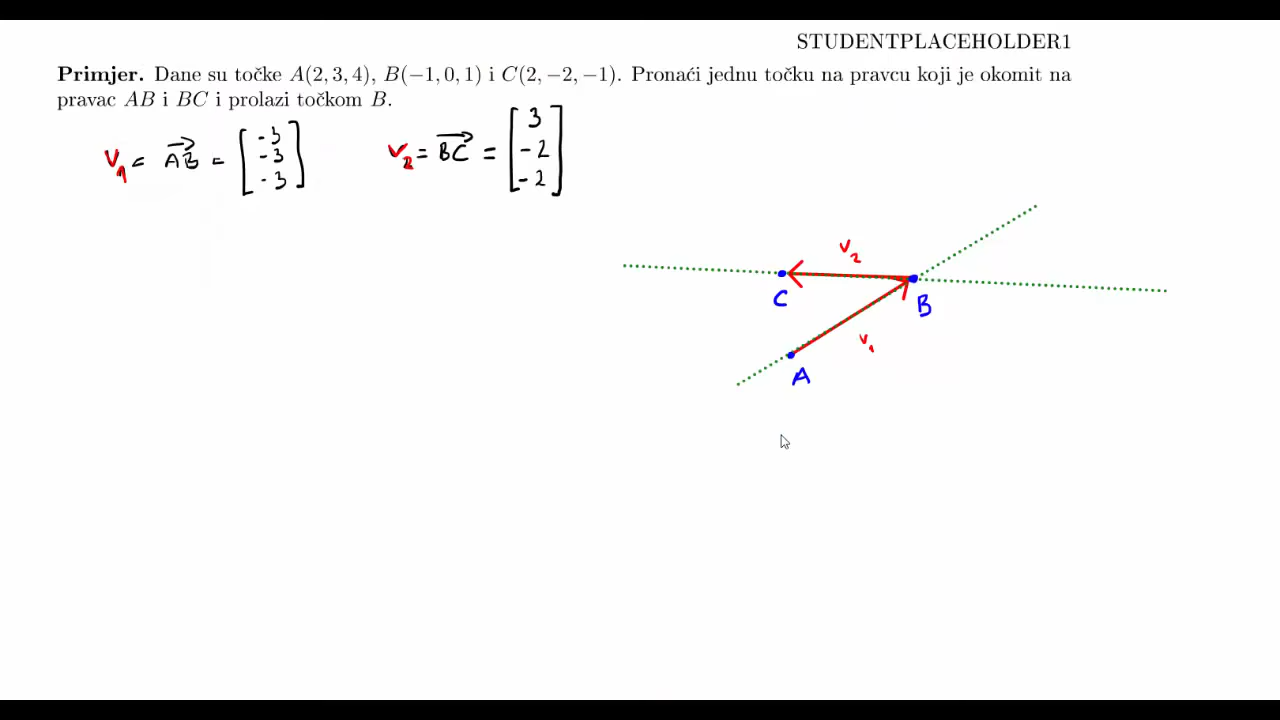 STUDENTPLACEHOLDER1
Primjer. Dane su točke A(2, 3, 4), B(−1, 0, 1) i C(2, −2, −1). Pronaći jednu točku na pravcu koji je okomit na
pravac AB i BC i prolazi točkom B.
v₁ = AB⃗ = [-3 -3 -3]
v₂ = BC⃗ = [3 -2 -2]
v₂
C
B
v₁
A